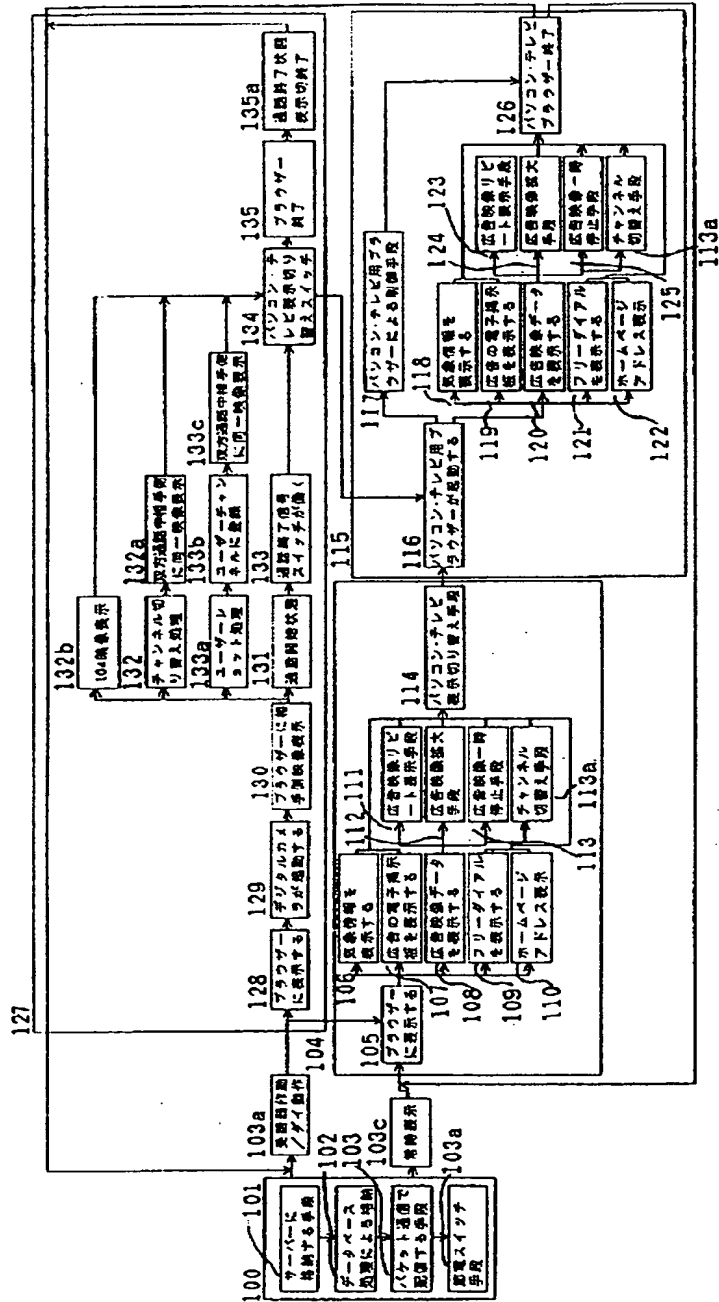 127
132b
104映像表示
132
チャンネル切
り替え処理
132a
双方通話中相手側
に同一映像表示
133a
ユーザーレ
ョット処理
133b
ユーザーチャン
ネルに登録
133c
双方通話中相手側
に同一映像表示
128
ブラウザー
に表示する
129
デジタルカメ
ラが起動する
130
ブラウザーに相
手側映像表示
131
通話開始状態
133
通話終了信号
スイッチが働く
134
パソコン・テ
レビ表示切り
替えスイッチ
135
ブラウザー
終了
135a
通話終了状態
表示切終了
103a
受話器作動
/ダイ動作
104
100
101
サーバーに
格納する手段
102
データベース
処理による格納
103
パケット通信で
配信する手段
103a
節電スイッチ
手段
103c
常時表示
105
ブラウザー
に表示する
106
気象情報を
表示する
107
広告の電子掲示
板を表示する
108
広告映像データ
を表示する
109
フリーダイアル
を表示する
110
ホームページ
アドレス表示
111
広告映像リピ
ート表示手段
112
広告映像拡大
手段
113
広告映像一時
停止手段
113a
チャンネル
切替え手段
114
パソコン・テレビ
表示切り替え手段
115
116
パソコン・テレビ用ブ
ラウザーが起動する
117
パソコン・テレビ用ブラ
ウザーによる制御手段
118
気象情報を
表示する
119
広告の電子掲示
板を表示する
120
広告映像データ
を表示する
121
フリーダイアル
を表示する
122
ホームページ
アドレス表示
123
広告映像リピ
ート表示手段
124
広告映像拡大
手段
125
広告映像一時
停止手段
113a
チャンネル
切替え手段
126
パソコン・テレビ
ブラウザー終了